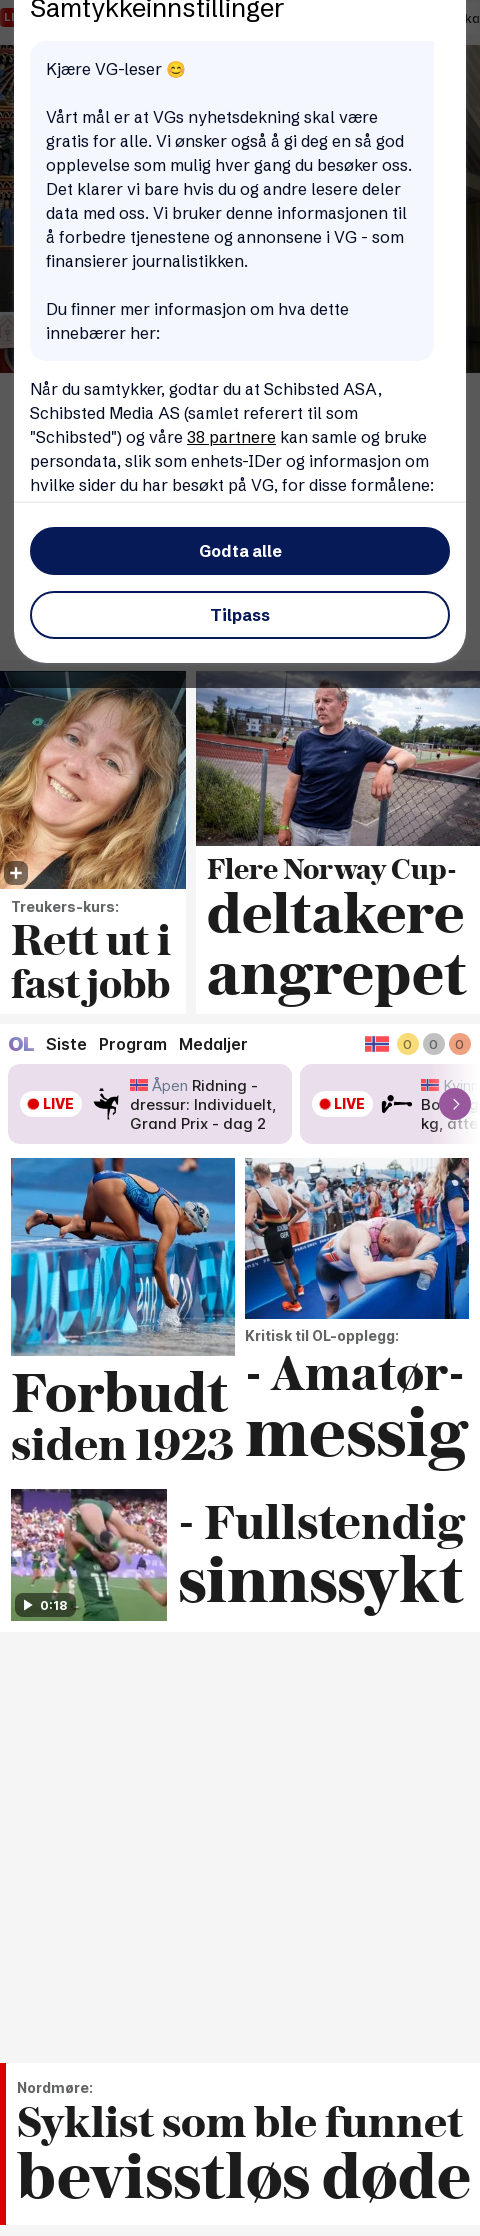 Samtykkeinnstillinger
Kjære VG-leser 😊
Vårt mål er at VGs nyhetsdekning skal være
gratis for alle. Vi ønsker også å gi deg en så god
opplevelse som mulig hver gang du besøker oss.
Det klarer vi bare hvis du og andre lesere deler
data med oss. Vi bruker denne informasjonen til
å forbedre tjenestene og annonsene i VG - som
finansierer journalistikken.
Du finner mer informasjon om hva dette
innebærer her:
Når du samtykker, godtar du at Schibsted ASA,
Schibsted Media AS (samlet referert til som
"Schibsted") og våre 38 partnere kan samle og bruke
persondata, slik som enhets-IDer og informasjon om
hvilke sider du har besøkt på VG, for disse formålene:
Godta alle
Tilpass
Treukers-kurs:
Rett ut i
fast jobb
Flere Norway Cup-
deltakere
angrepet
OL Siste Program Medaljer 0 0 0
LIVE
Åpen Ridning -
dressur: Individuelt,
Grand Prix - dag 2
LIVE
Forbudt
siden 1923
Kritisk til OL-opplegg:
- Amatør-
messig
0:18
- Fullstendig
sinnssykt
Nordmøre:
Syklist som ble funnet
bevisstløs døde